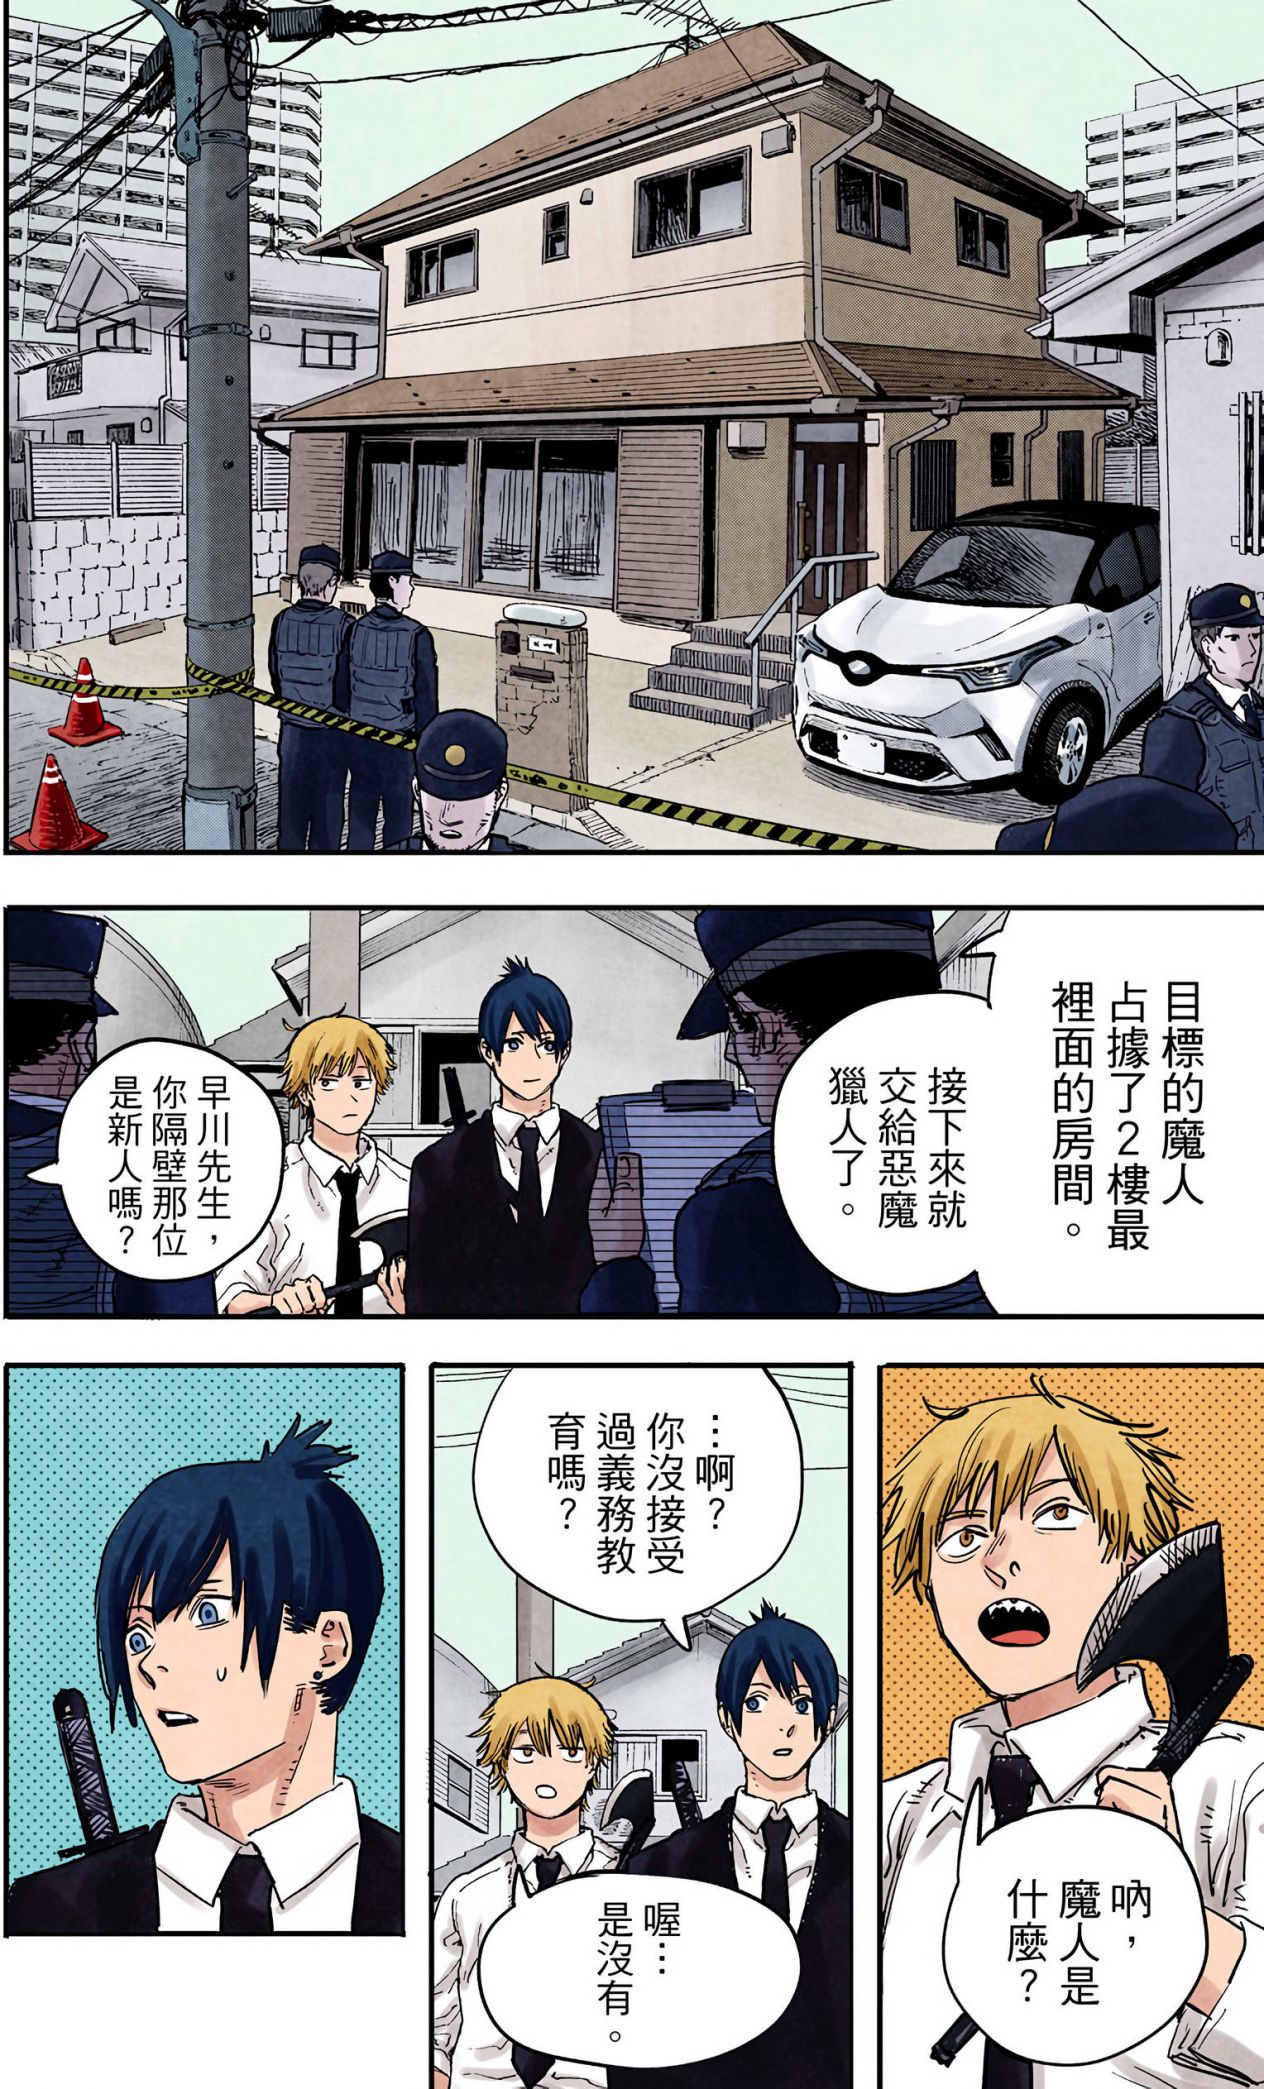 目標的魔人
占據了2樓最
裡面的房間。
接下來就
交給惡魔
獵人了。
早川先生，
你隔壁那位
是新人嗎？
吶，
魔人是
什麼？
…啊？
你沒接受
過義務教
育嗎？
喔…
是沒有。